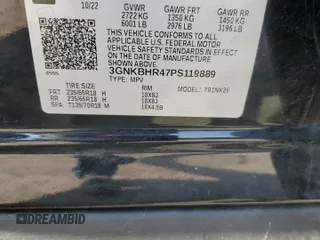 10/22 GVWR GAWR FRT GAWR RR
2722 KG 1350 KG 1450 KG
6001 LB 2976 LB 3196 LB
THIS VEHICLE CONFORMS TO ALL APPLICABLE U.S. FEDERAL
MOTOR VEHICLE SAFETY STANDARDS IN EFFECT ON THE
DATE OF MANUFACTURE SHOWN ABOVE.
3GNKBHR47PS119889
TYPE: MPV
TIRE SIZE RIM
FRT 235/65R18 H 18X8J
RR 235/65R18 H 18X8J
SPA T135/70R18 M 18X4.5B
DREAMBID